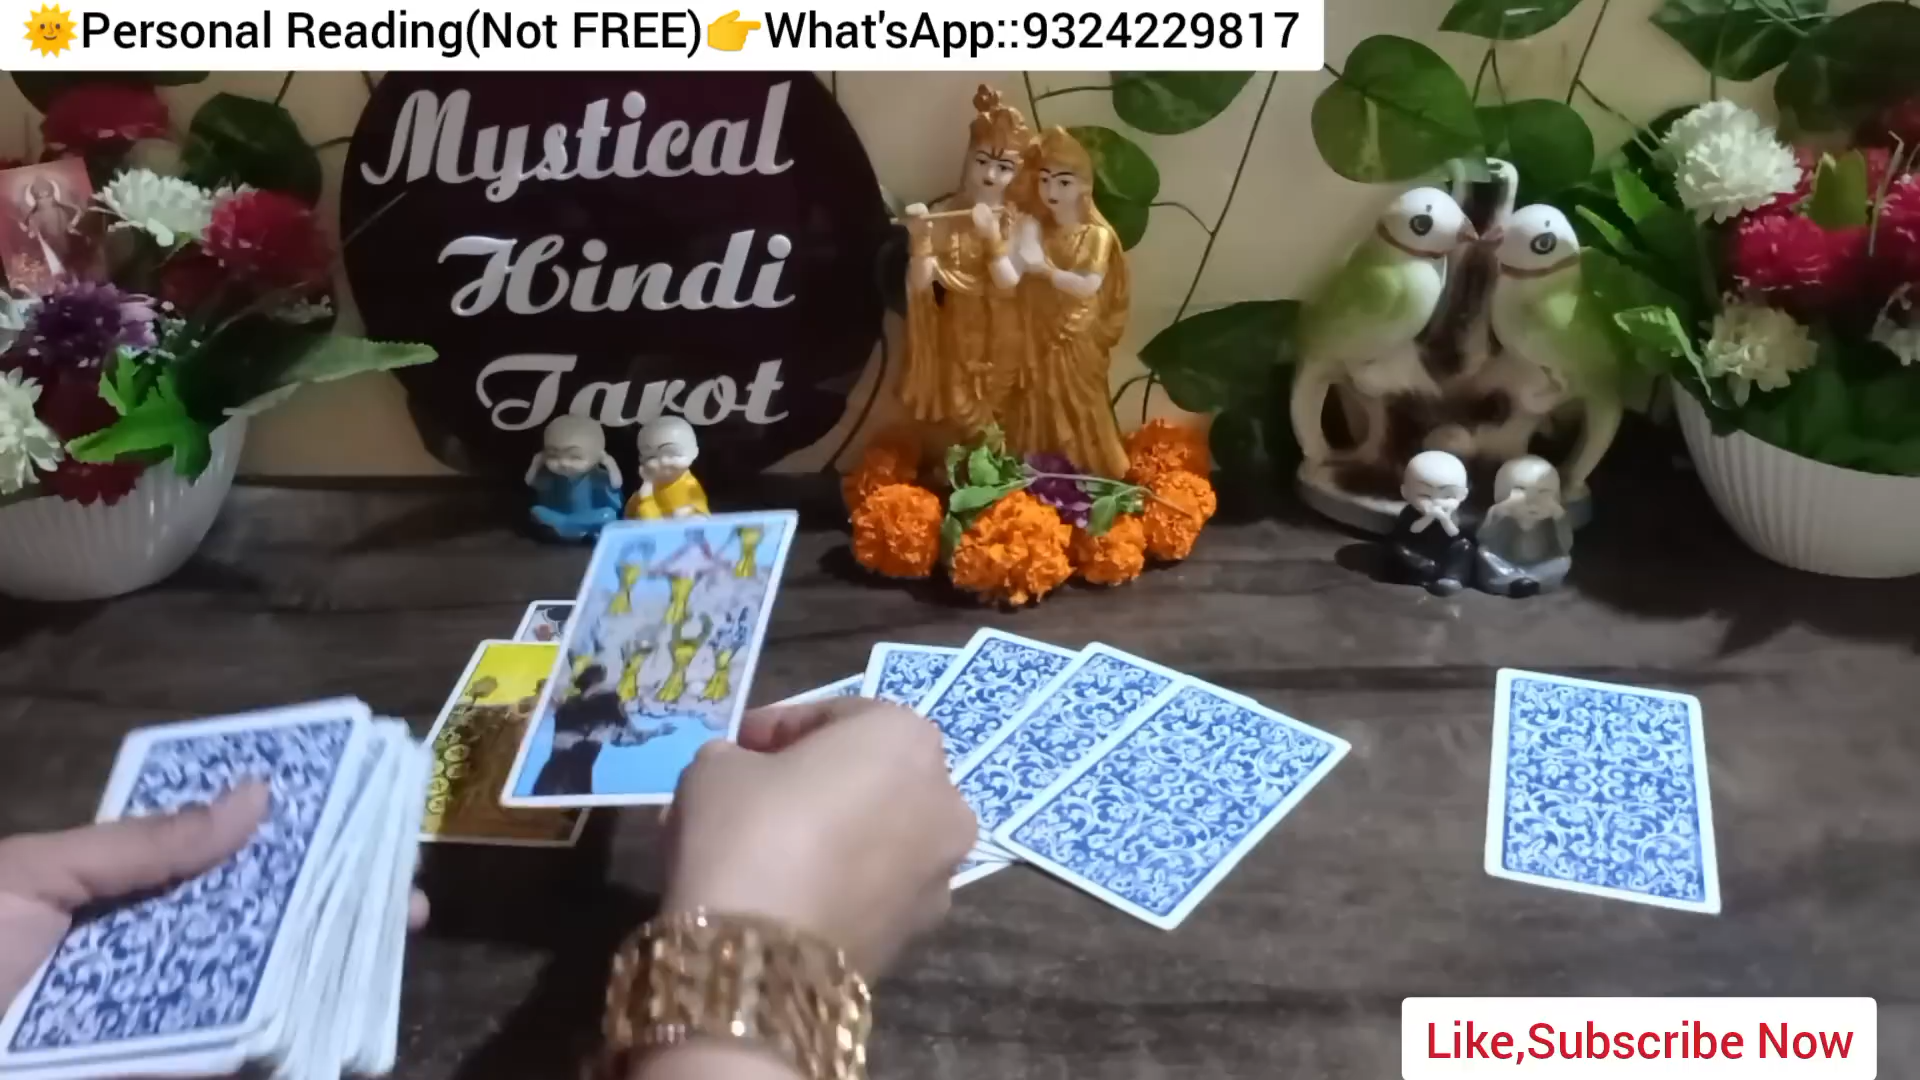 🌞Personal Reading(Not FREE)👉What'sApp::9324229817
Mystical
Hindi
Tarot
Like,Subscribe Now